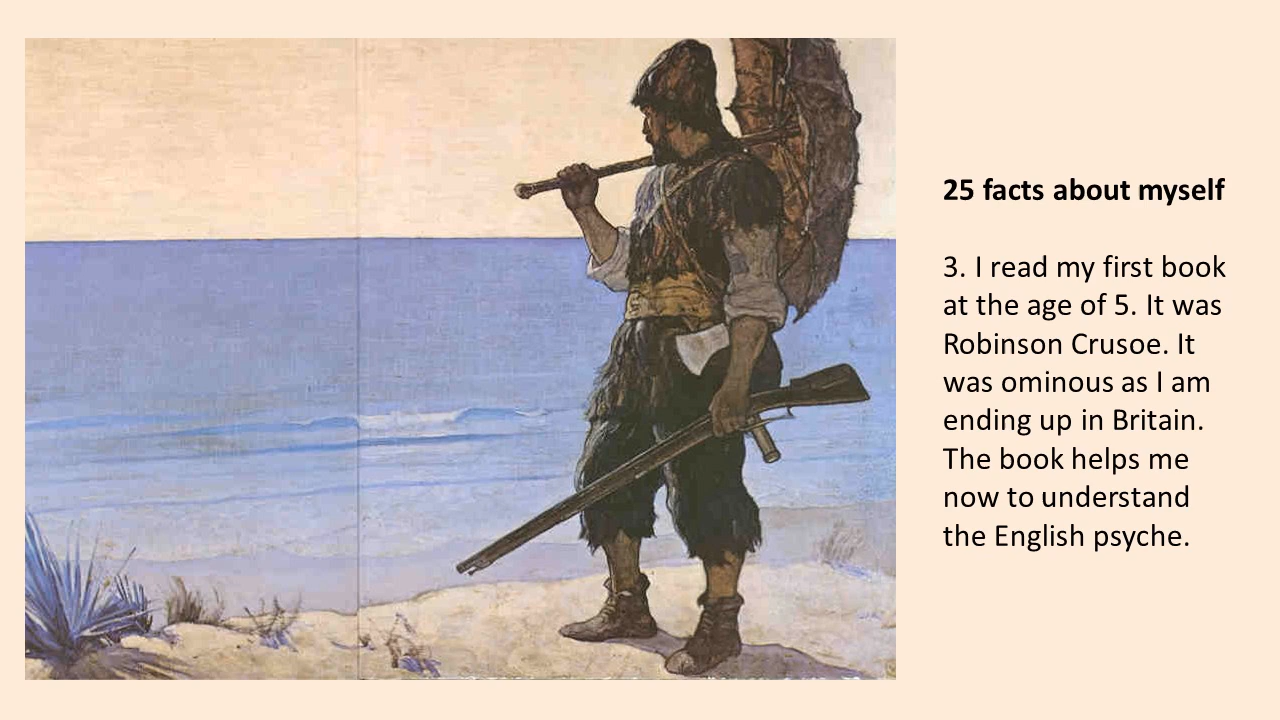 25 facts about myself
3. I read my first book
at the age of 5. It was
Robinson Crusoe. It
was ominous as I am
ending up in Britain.
The book helps me
now to understand
the English psyche.